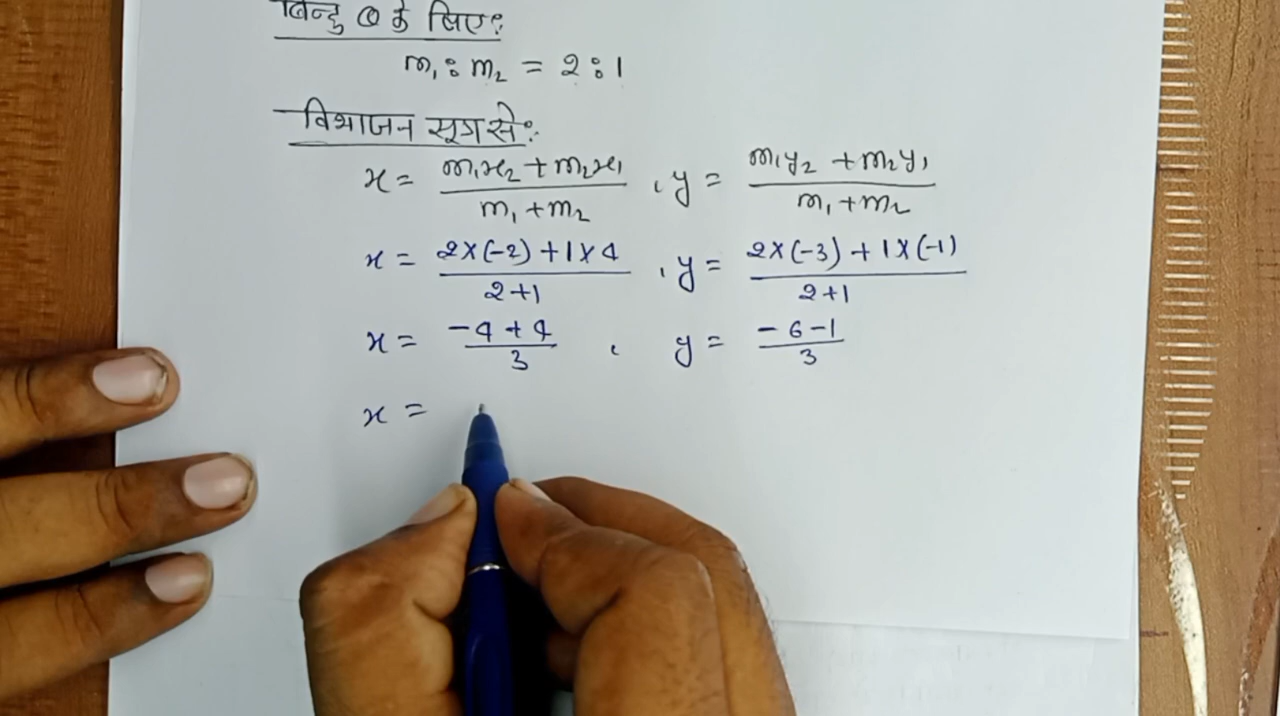 बिन्दु Q के लिए:
m₁ : m₂ = 2 : 1
विभाजन सूत्र से:
x = (m₁x₂ + m₂x₁)/(m₁ + m₂) , y = (m₁y₂ + m₂y₁)/(m₁ + m₂)
x = (2×(-2) + 1×4)/(2+1) , y = (2×(-3) + 1×(-1))/(2+1)
x = (-4 + 4)/3 , y = (-6-1)/3
x =